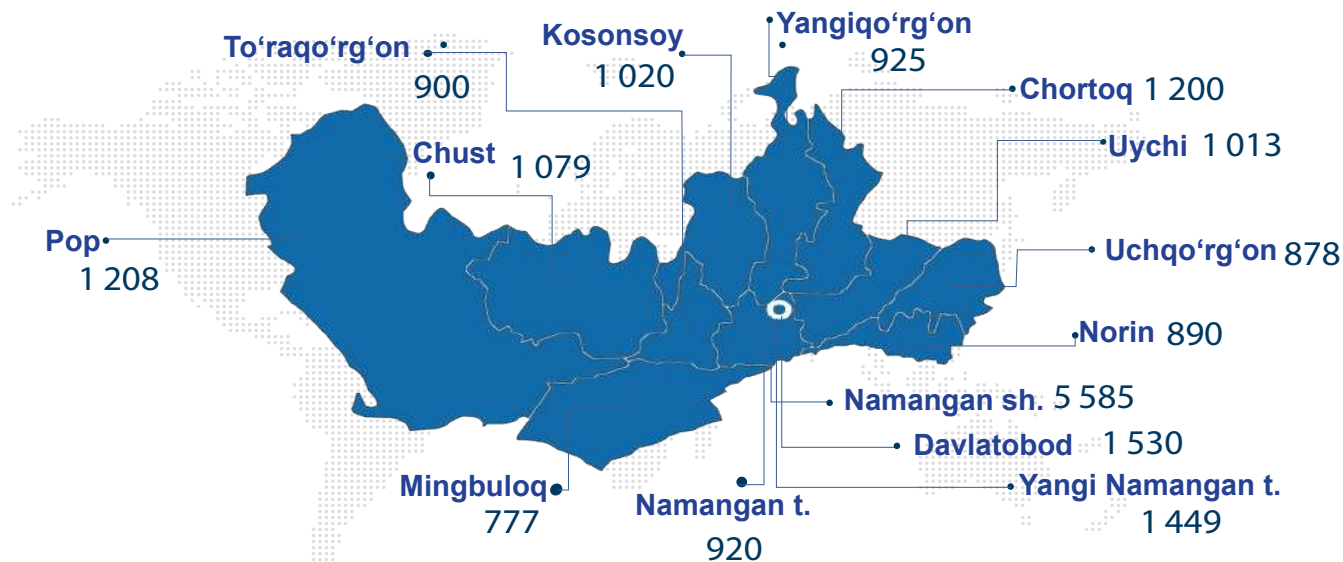 Yangiqo‘rg‘on
925
To‘raqo‘rg‘on
900
Kosonsoy
1 020
Chortoq 1 200
Uychi 1 013
Chust 1 079
Pop
1 208
Uchqo‘rg‘on 878
Norin 890
Namangan sh. 5 585
Davlatobod 1 530
Mingbuloq
777
Namangan t.
920
Yangi Namangan t.
1 449